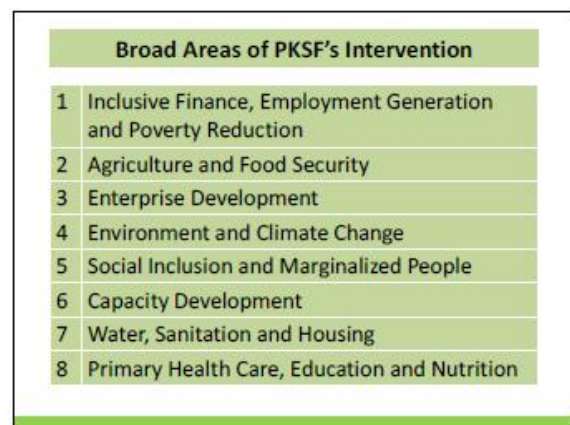 Broad Areas of PKSF's Intervention
1 Inclusive Finance, Employment Generation
and Poverty Reduction
2 Agriculture and Food Security
3 Enterprise Development
4 Environment and Climate Change
5 Social Inclusion and Marginalized People
6 Capacity Development
7 Water, Sanitation and Housing
8 Primary Health Care, Education and Nutrition